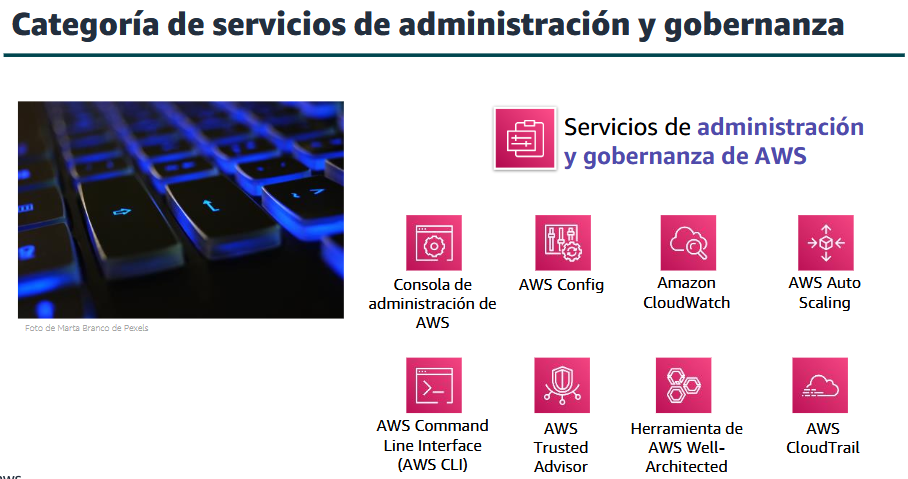 Categoría de servicios de administración y gobernanza
Servicios de administración
y gobernanza de AWS
Foto de Marta Branco de Pexels
Consola de
administración de
AWS
AWS Config
Amazon
CloudWatch
AWS Auto
Scaling
AWS Command
Line Interface
(AWS CLI)
AWS
Trusted
Advisor
Herramienta de
AWS Well-
Architected
AWS
CloudTrail